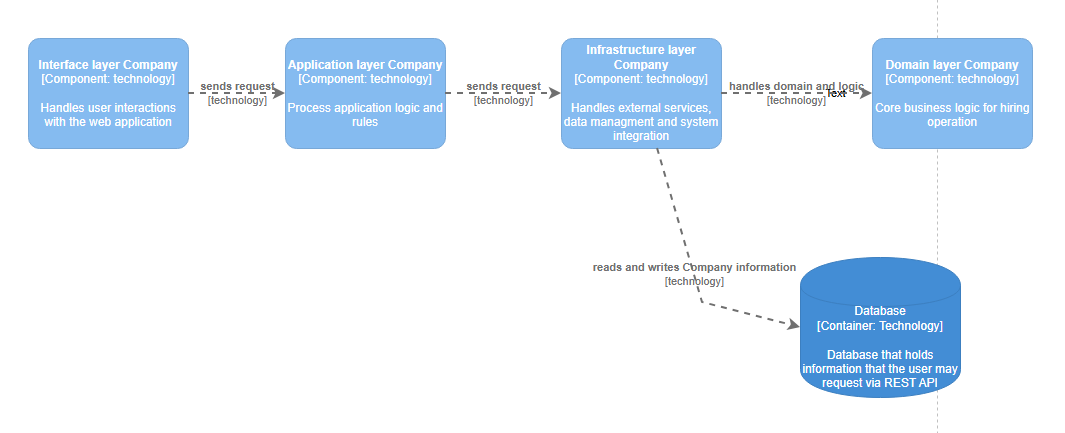 Interface layer Company
[Component: technology]
Handles user interactions
with the web application
sends request
[technology]
Application layer Company
[Component: technology]
Process application logic and
rules
sends request
[technology]
Infrastructure layer
Company
[Component: technology]
Handles external services,
data managment and system
integration
handles domain and logic
[technology]
Text
Domain layer Company
[Component: technology]
Core business logic for hiring
operation
reads and writes Company information
[technology]
Database
[Container: Technology]
Database that holds
information that the user may
request via REST API